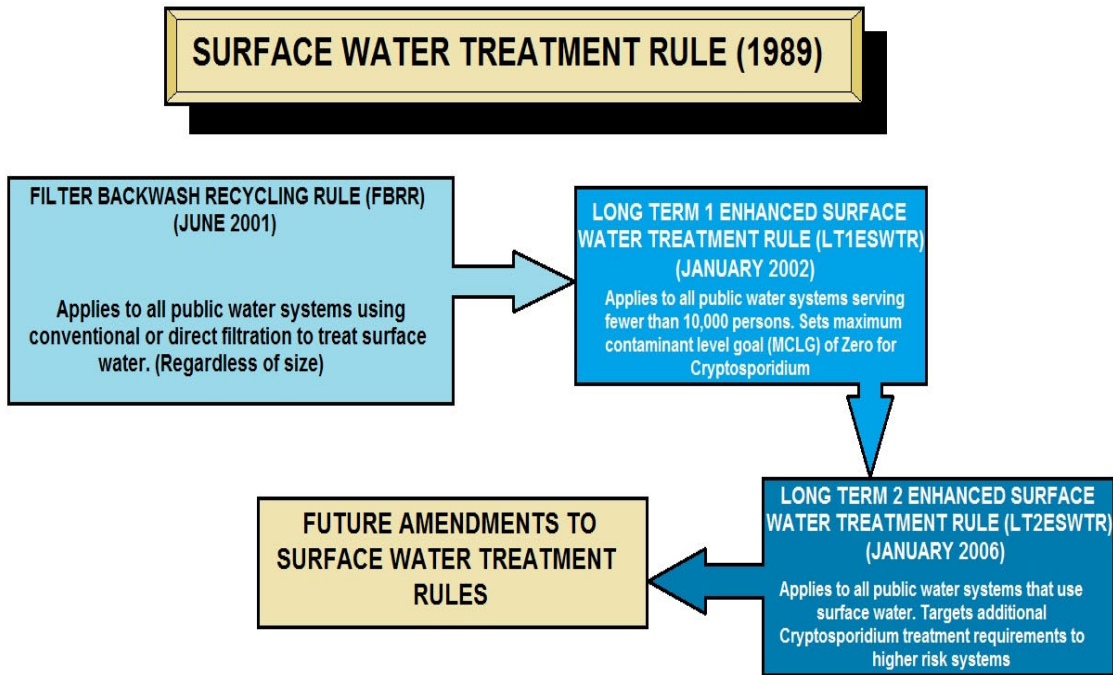 SURFACE WATER TREATMENT RULE (1989)
FILTER BACKWASH RECYCLING RULE (FBRR)
(JUNE 2001)
Applies to all public water systems using
conventional or direct filtration to treat surface
water. (Regardless of size)
LONG TERM 1 ENHANCED SURFACE
WATER TREATMENT RULE (LT1ESWTR)
(JANUARY 2002)
Applies to all public water systems serving
fewer than 10,000 persons. Sets maximum
contaminant level goal (MCLG) of Zero for
Cryptosporidium
LONG TERM 2 ENHANCED SURFACE
WATER TREATMENT RULE (LT2ESWTR)
(JANUARY 2006)
Applies to all public water systems that use
surface water. Targets additional
Cryptosporidium treatment requirements to
higher risk systems
FUTURE AMENDMENTS TO
SURFACE WATER TREATMENT
RULES